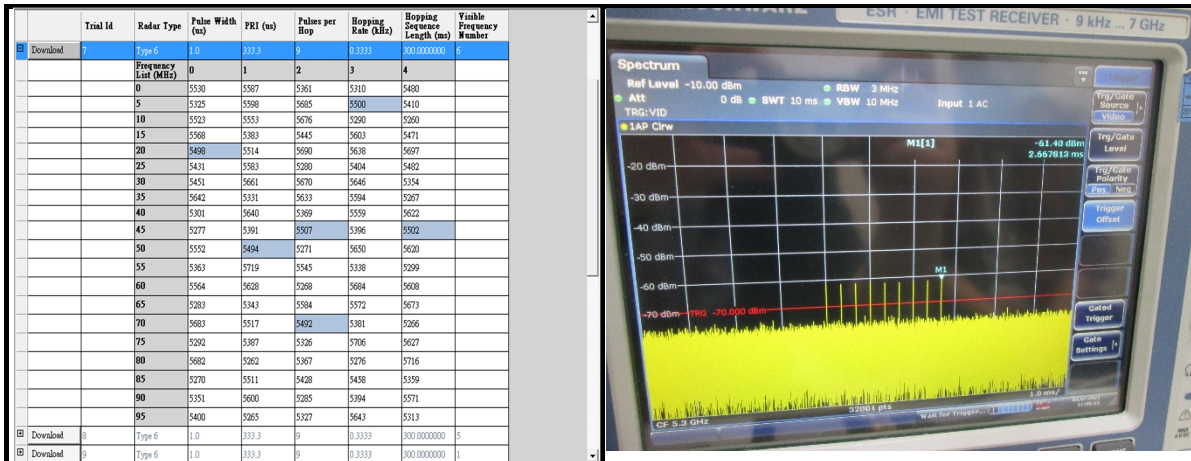 Trial Id Radar Type Pulse Width (us) PRI (us) Pulses per Hop Hopping Rate (kHz) Hopping Sequence Length (ms) Visible Frequency Number
Download 7 Type 6 1.0 333.3 9 0.3333 300.0000000 6
Frequency List (MHz) 0 1 2 3 4
0 5530 5587 5361 5310 5480
5 5325 5598 5685 5500 5410
10 5523 5553 5676 5290 5260
15 5568 5383 5445 5603 5471
20 5498 5514 5690 5638 5697
25 5431 5583 5280 5404 5482
30 5451 5661 5670 5646 5354
35 5642 5331 5633 5594 5267
40 5301 5640 5369 5559 5622
45 5277 5391 5507 5396 5502
50 5552 5494 5271 5650 5620
55 5363 5719 5545 5338 5299
60 5564 5628 5268 5684 5608
65 5283 5343 5584 5572 5673
70 5683 5517 5492 5381 5266
75 5292 5387 5326 5706 5627
80 5682 5262 5367 5276 5716
85 5270 5511 5428 5458 5359
90 5351 5600 5285 5394 5571
95 5400 5265 5327 5643 5313
Download 8 Type 6 1.0 333.3 9 0.3333 300.0000000 5
Download 9 Type 6 1.0 333.3 9 0.3333 300.0000000 1
ESR · EMI TEST RECEIVER · 9 kHz ... 7 GHz
Spectrum
Ref Level -10.00 dBm RBW 3 MHz
Att 0 dB SWT 10 ms VBW 10 MHz Input 1 AC
TRG:VID
1AP Clrw
M1[1] -61.40 dBm
2.667813 ms
-20 dBm
-30 dBm
-40 dBm
-50 dBm
-60 dBm
M1
-70 dBm TRG -70.000 dBm
CF 5.3 GHz 32001 pts 1.0 ms/
Wait for Trigger...
Trigger
Trg/Gate Source
Video
Trg/Gate Level
Trg/Gate Polarity
Pos Neg
Trigger Offset
Gated Trigger
Gate Settings
MAX